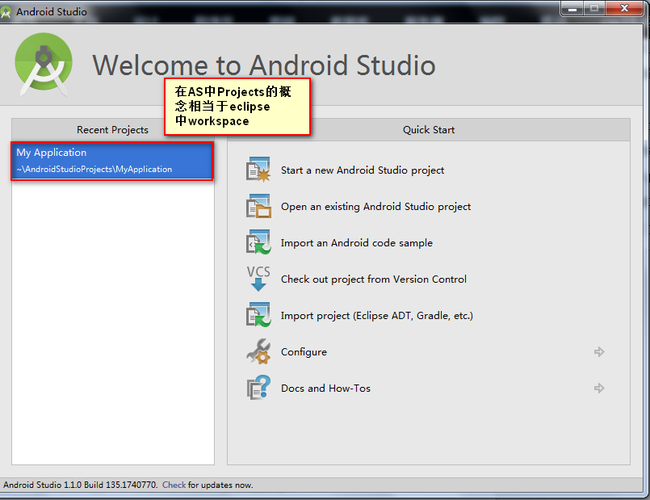 Android Studio
Welcome to Android Studio
在AS中Projects的概
念相当于eclipse
中workspace
Recent Projects
My Application
~\AndroidStudioProjects\MyApplication
Quick Start
Start a new Android Studio project
Open an existing Android Studio project
Import an Android code sample
VCS
Check out project from Version Control
Import project (Eclipse ADT, Gradle, etc.)
Configure
Docs and How-Tos
Android Studio 1.1.0 Build 135.1740770. Check for updates now.